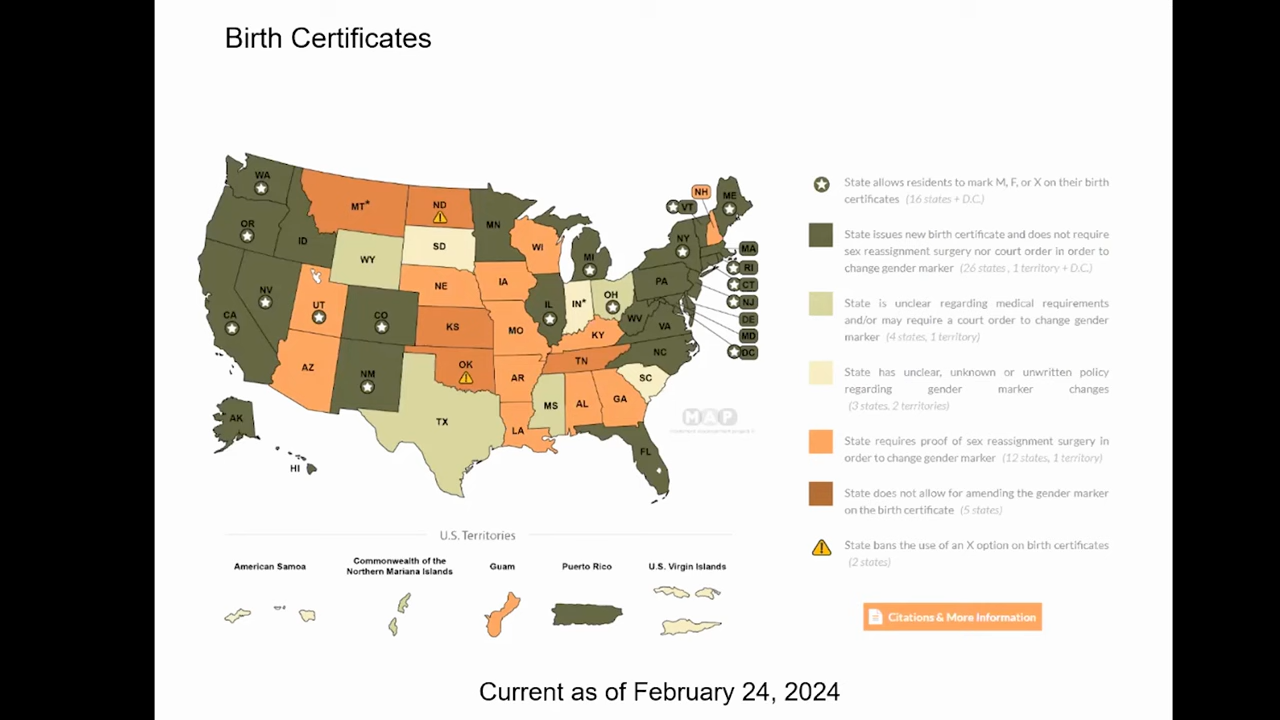 Birth Certificates
WA
OR
CA
NV
ID
MT*
WY
UT
AZ
CO
NM
ND
SD
NE
KS
OK
TX
MN
IA
MO
AR
LA
WI
IL
MI
IN*
OH
KY
TN
MS
AL
GA
FL
SC
NC
VA
WV
PA
NY
VT
NH
ME
MA
RI
CT
NJ
DE
MD
DC
AK
HI
MAP
State allows residents to mark M, F, or X on their birth
certificates (16 states + D.C.)
State issues new birth certificate and does not require
sex reassignment surgery nor court order in order to
change gender marker (26 states , 1 territory + D.C.)
State is unclear regarding medical requirements
and/or may require a court order to change gender
marker (4 states, 1 territory)
State has unclear, unknown or unwritten policy
regarding gender marker changes
(3 states, 2 territories)
State requires proof of sex reassignment surgery in
order to change gender marker (12 states, 1 territory)
State does not allow for amending the gender marker
on the birth certificate (5 states)
State bans the use of an X option on birth certificates
(2 states)
Citations & More Information
U.S. Territories
American Samoa
Commonwealth of the
Northern Mariana Islands
Guam
Puerto Rico
U.S. Virgin Islands
Current as of February 24, 2024